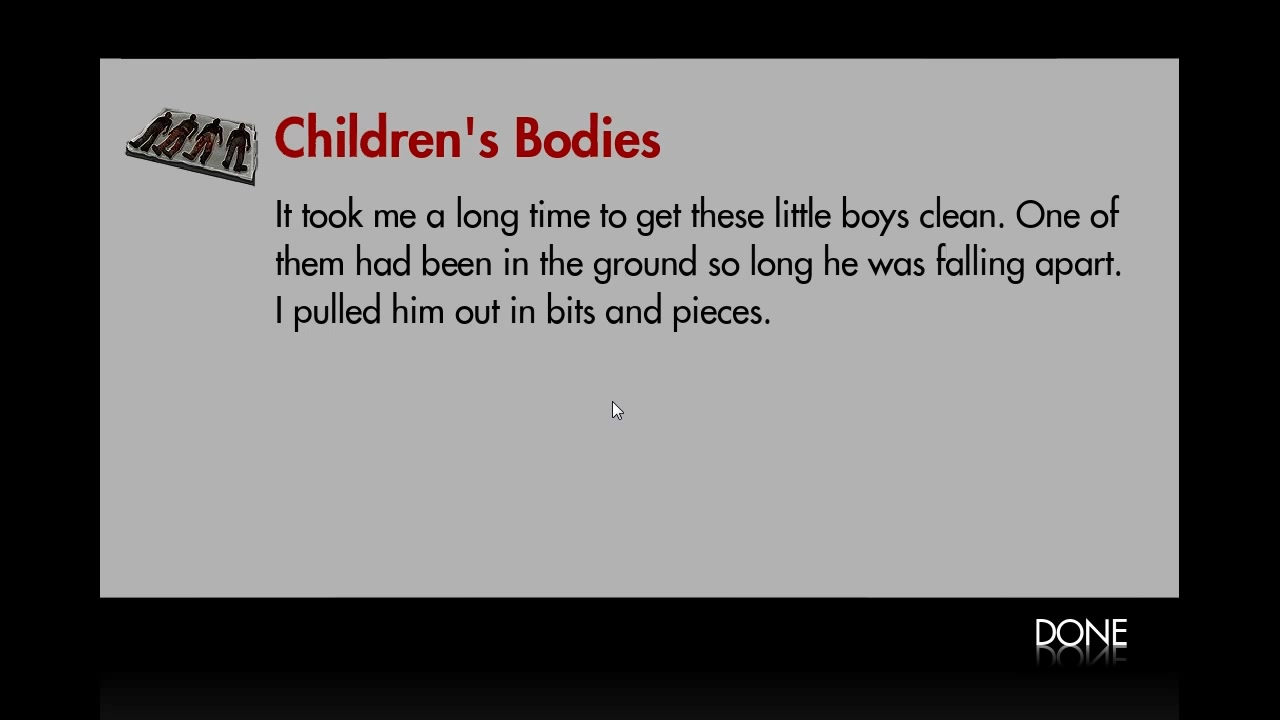 Children's Bodies
It took me a long time to get these little boys clean. One of
them had been in the ground so long he was falling apart.
I pulled him out in bits and pieces.
DONE